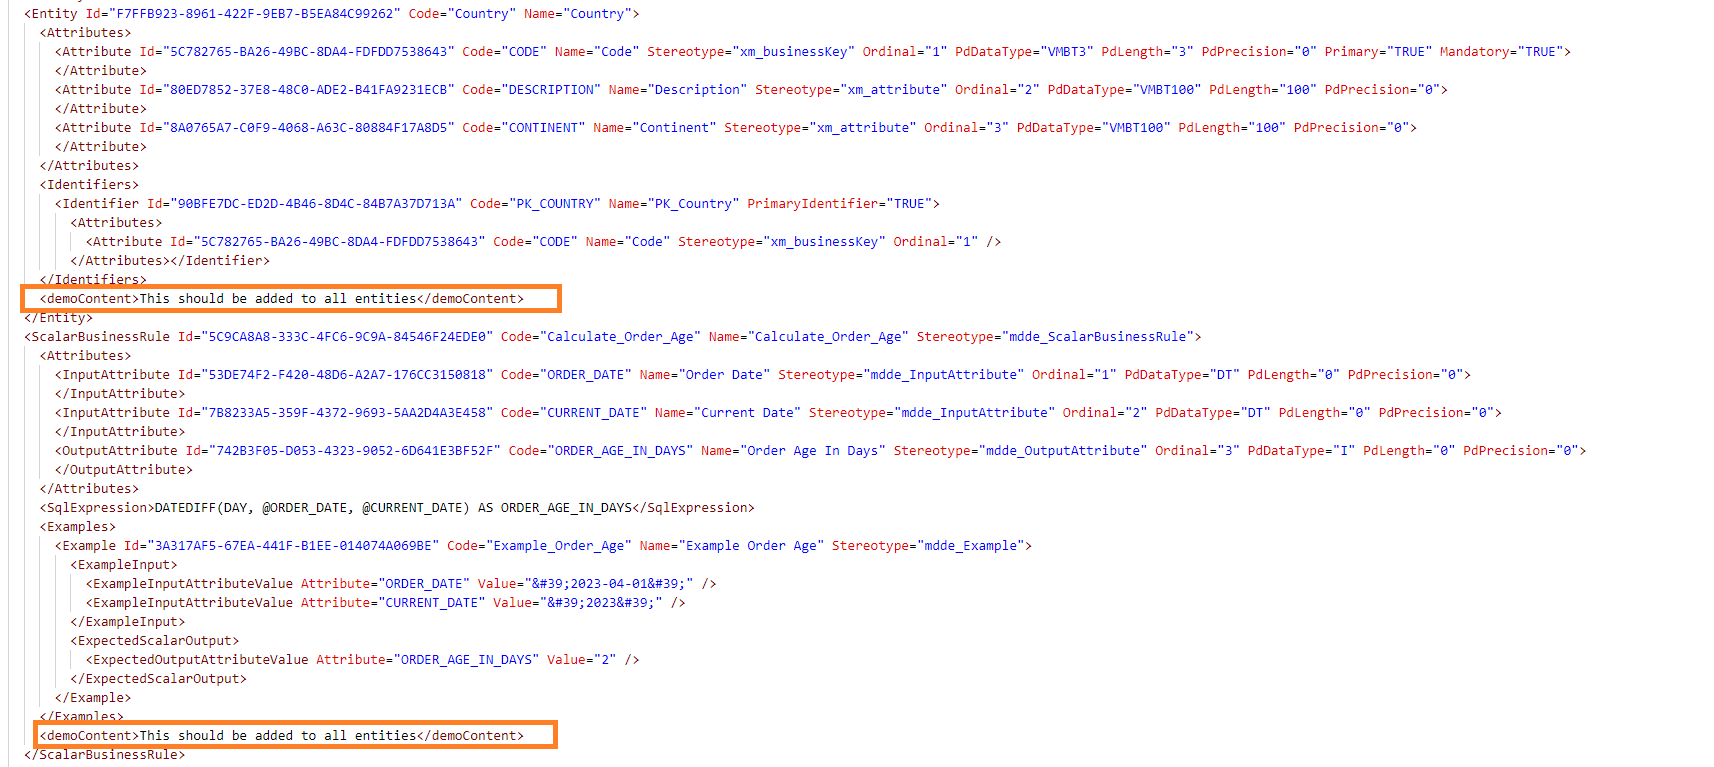 <Entity Id="F7FFB923-8961-422F-9EB7-B5EA84C99262" Code="Country" Name="Country">
<Attributes>
<Attribute Id="5C782765-BA26-49BC-8DA4-FDFDD7538643" Code="CODE" Name="Code" Stereotype="xm_businessKey" Ordinal="1" PdDataType="VMBT3" PdLength="3" PdPrecision="0" Primary="TRUE" Mandatory="TRUE">
</Attribute>
<Attribute Id="80ED7852-37E8-48C0-ADE2-B41FA9231ECB" Code="DESCRIPTION" Name="Description" Stereotype="xm_attribute" Ordinal="2" PdDataType="VMBT100" PdLength="100" PdPrecision="0">
</Attribute>
<Attribute Id="8A0765A7-C0F9-4068-A63C-80884F17A8D5" Code="CONTINENT" Name="Continent" Stereotype="xm_attribute" Ordinal="3" PdDataType="VMBT100" PdLength="100" PdPrecision="0">
</Attribute>
</Attributes>
<Identifiers>
<Identifier Id="90BFE7DC-ED2D-4B46-8D4C-84B7A37D713A" Code="PK_COUNTRY" Name="PK_Country" PrimaryIdentifier="TRUE">
<Attributes>
<Attribute Id="5C782765-BA26-49BC-8DA4-FDFDD7538643" Code="CODE" Name="Code" Stereotype="xm_businessKey" Ordinal="1" />
</Attributes></Identifier>
</Identifiers>
<demoContent>This should be added to all entities</demoContent>
</Entity>
<ScalarBusinessRule Id="5C9CA8A8-333C-4FC6-9C9A-84546F24EDE0" Code="Calculate_Order_Age" Name="Calculate_Order_Age" Stereotype="mdde_ScalarBusinessRule">
<Attributes>
<InputAttribute Id="53DE74F2-F420-48D6-A2A7-176CC3150818" Code="ORDER_DATE" Name="Order Date" Stereotype="mdde_InputAttribute" Ordinal="1" PdDataType="DT" PdLength="0" PdPrecision="0">
</InputAttribute>
<InputAttribute Id="7B8233A5-359F-4372-9693-5AA2D4A3E458" Code="CURRENT_DATE" Name="Current Date" Stereotype="mdde_InputAttribute" Ordinal="2" PdDataType="DT" PdLength="0" PdPrecision="0">
</InputAttribute>
<OutputAttribute Id="742B3F05-D053-4323-9052-6D641E3BF52F" Code="ORDER_AGE_IN_DAYS" Name="Order Age In Days" Stereotype="mdde_OutputAttribute" Ordinal="3" PdDataType="I" PdLength="0" PdPrecision="0">
</OutputAttribute>
</Attributes>
<SqlExpression>DATEDIFF(DAY, @ORDER_DATE, @CURRENT_DATE) AS ORDER_AGE_IN_DAYS</SqlExpression>
<Examples>
<Example Id="3A317AF5-67EA-441F-B1EE-014074A069BE" Code="Example_Order_Age" Name="Example Order Age" Stereotype="mdde_Example">
<ExampleInput>
<ExampleInputAttributeValue Attribute="ORDER_DATE" Value="&#39;2023-04-01&#39;" />
<ExampleInputAttributeValue Attribute="CURRENT_DATE" Value="&#39;2023&#39;" />
</ExampleInput>
<ExpectedScalarOutput>
<ExpectedOutputAttributeValue Attribute="ORDER_AGE_IN_DAYS" Value="2" />
</ExpectedScalarOutput>
</Example>
</Examples>
<demoContent>This should be added to all entities</demoContent>
</ScalarBusinessRule>